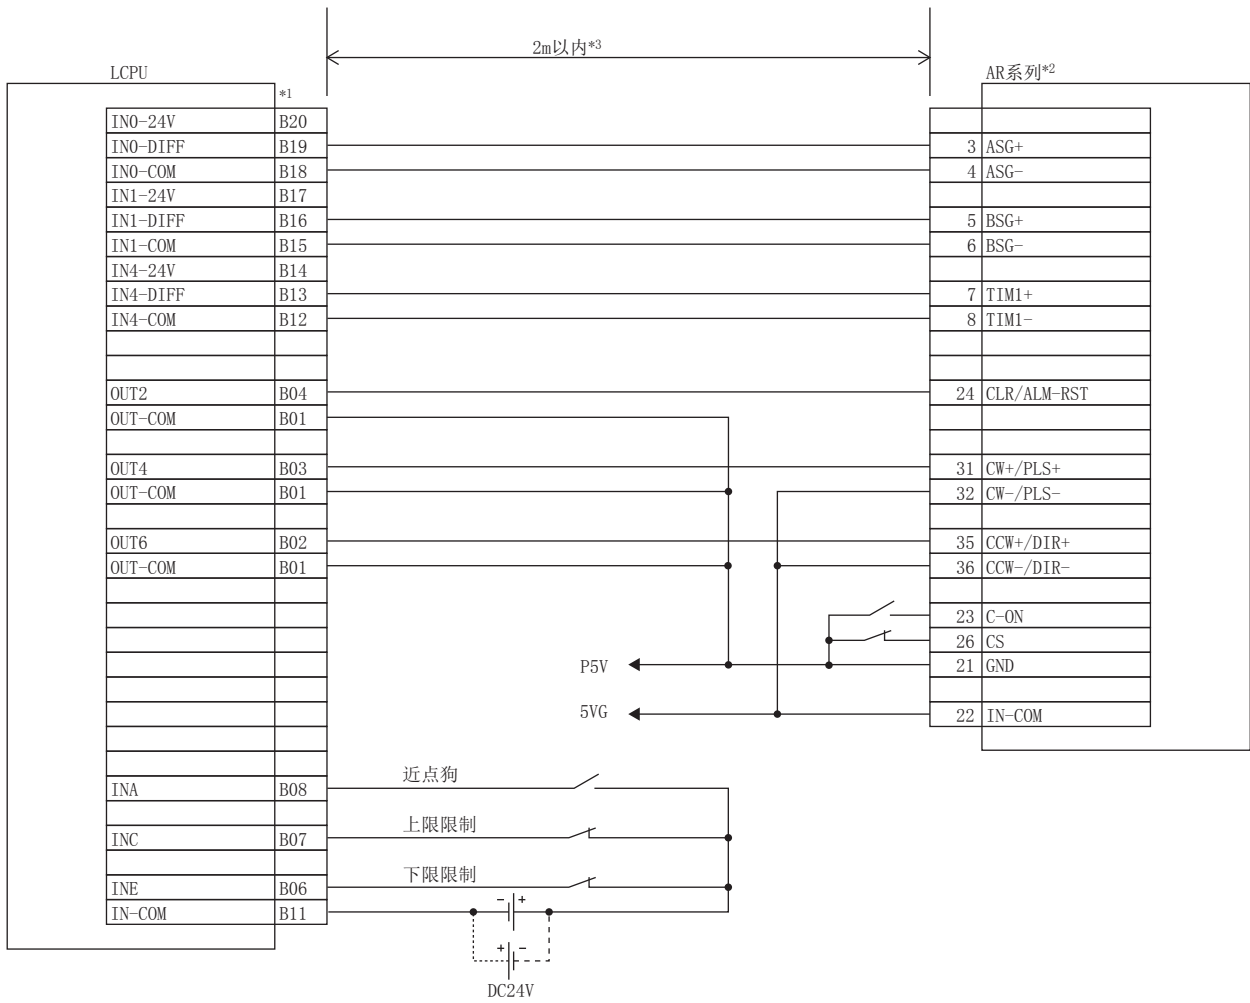 2m以内*3
LCPU
AR系列*2
*1
IN0-24V B20
IN0-DIFF B19 3 ASG+
IN0-COM B18 4 ASG-
IN1-24V B17
IN1-DIFF B16 5 BSG+
IN1-COM B15 6 BSG-
IN4-24V B14
IN4-DIFF B13 7 TIM1+
IN4-COM B12 8 TIM1-
OUT2 B04 24 CLR/ALM-RST
OUT-COM B01
OUT4 B03 31 CW+/PLS+
OUT-COM B01 32 CW-/PLS-
OUT6 B02 35 CCW+/DIR+
OUT-COM B01 36 CCW-/DIR-
23 C-ON
26 CS
P5V 21 GND
5VG 22 IN-COM
近点狗
INA B08
上限限制
INC B07
下限限制
INE B06
IN-COM B11 - +
+ -
DC24V